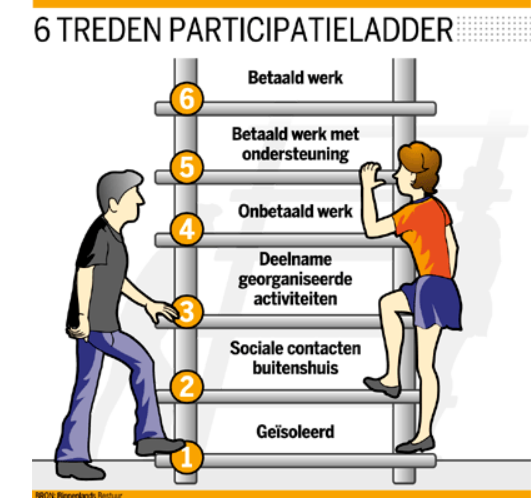 6 TREDEN PARTICIPATIELADDER
Betaald werk
6
Betaald werk met
ondersteuning
5
Onbetaald werk
4
Deelname
georganiseerde
activiteiten
3
Sociale contacten
buitenshuis
2
Geïsoleerd
1
BRON: Binnenlands Bestuur